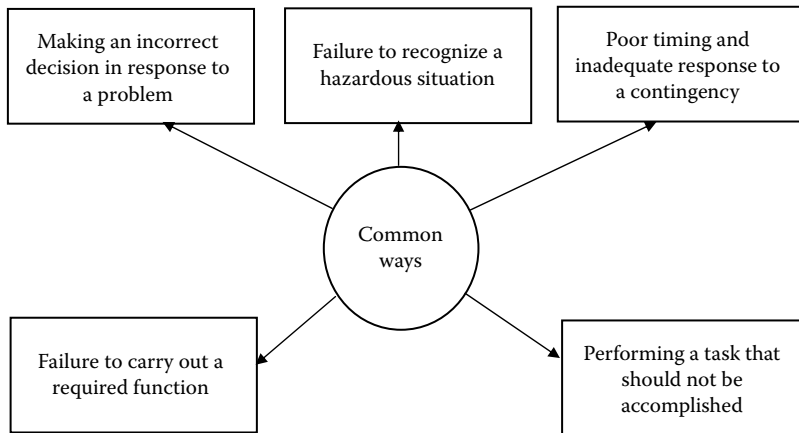 Making an incorrect
decision in response to
a problem
Failure to recognize a
hazardous situation
Poor timing and
inadequate response to
a contingency
Common
ways
Failure to carry out a
required function
Performing a task that
should not be
accomplished